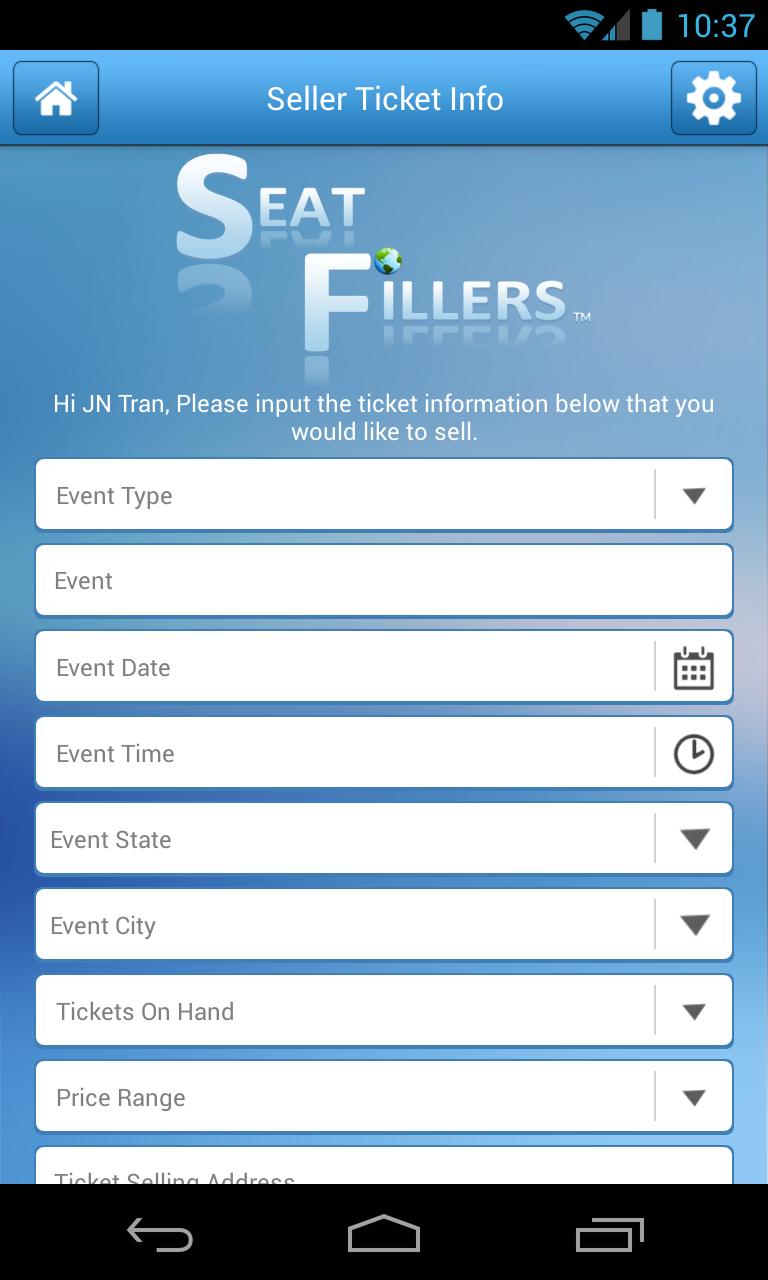 10:37
Seller Ticket Info
SEAT
FILLERS TM
Hi JN Tran, Please input the ticket information below that you
would like to sell.
Event Type
Event
Event Date
Event Time
Event State
Event City
Tickets On Hand
Price Range
Ticket Selling Address